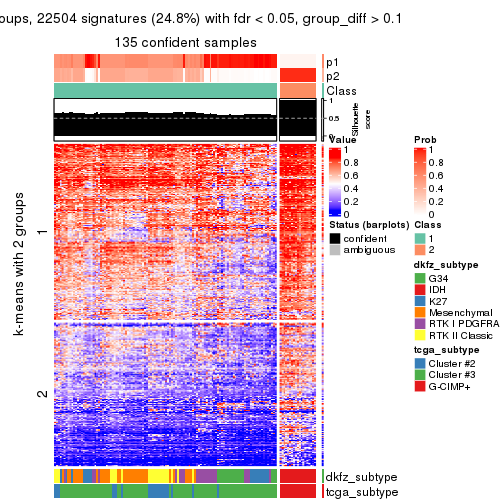 oups, 22504 signatures (24.8%) with fdr < 0.05, group_diff > 0.1
135 confident samples
p1
p2
Class
1
0.5
0
Silhouette
score
k-means with 2 groups
1
2
Value
1
0.8
0.6
0.4
0.2
0
Prob
1
0.8
0.6
0.4
0.2
0
Status (barplots)
confident
ambiguous
Class
1
2
dkfz_subtype
G34
IDH
K27
Mesenchymal
RTK I PDGFRA
RTK II Classic
tcga_subtype
Cluster #2
Cluster #3
G-CIMP+
dkfz_subtype
tcga_subtype